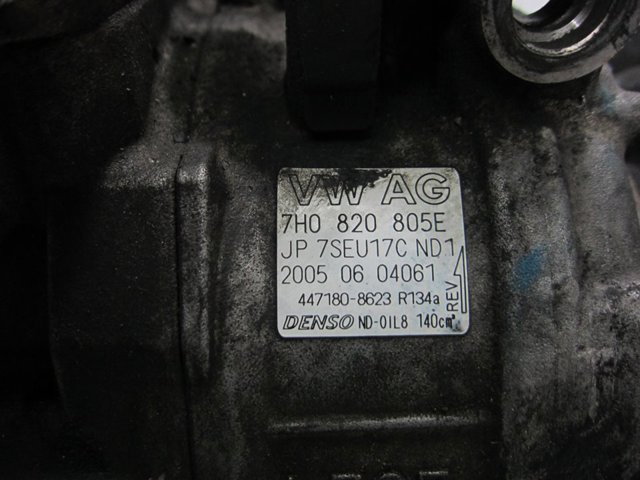 VW AG
7H0 820 805E
JP 7SEU17C ND1
2005 06 04061
447180-8623 R134a
DENSO ND-OIL8 140cm³
REV